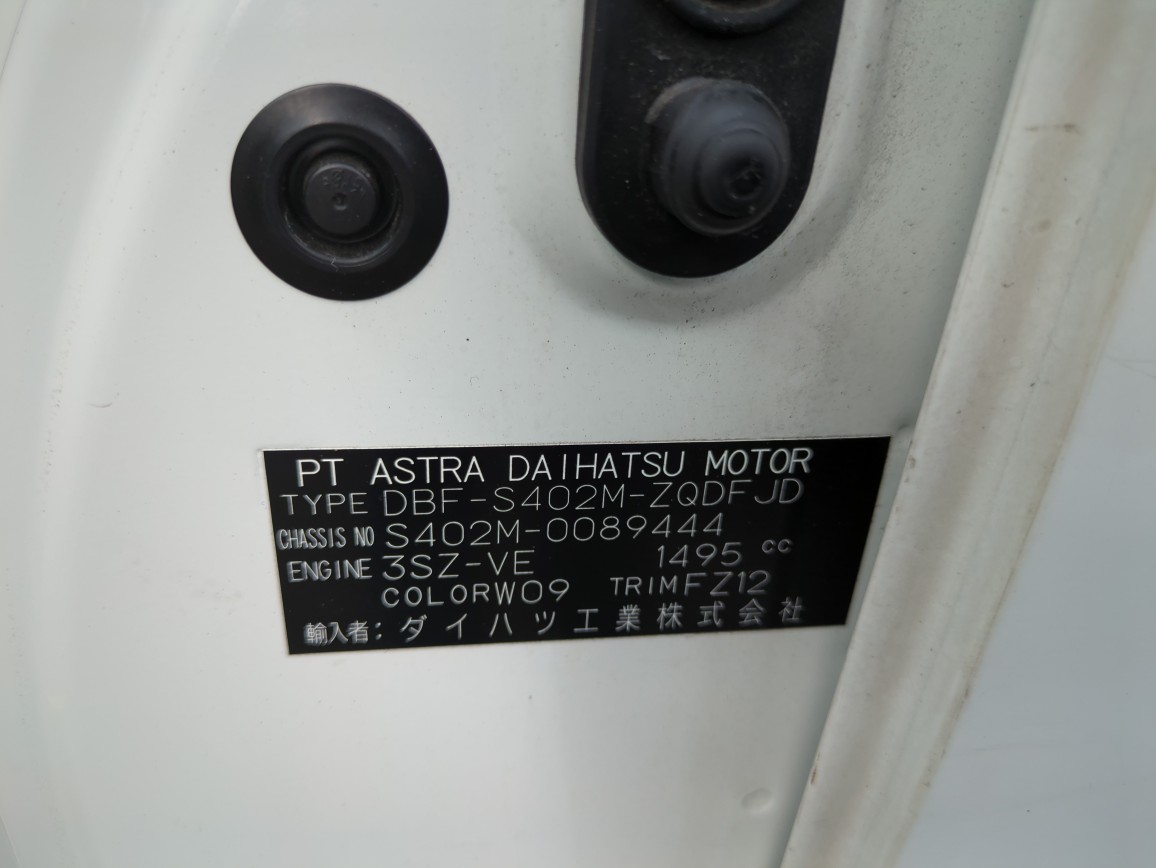 PT ASTRA DAIHATSU MOTOR
TYPE DBF-S402M-ZQDFJD
CHASSIS NO S402M-0089444
ENGINE 3SZ-VE 1495 cc
COLOR W09 TRIM FZ12
輸入者: ダイハツ工業株式会社